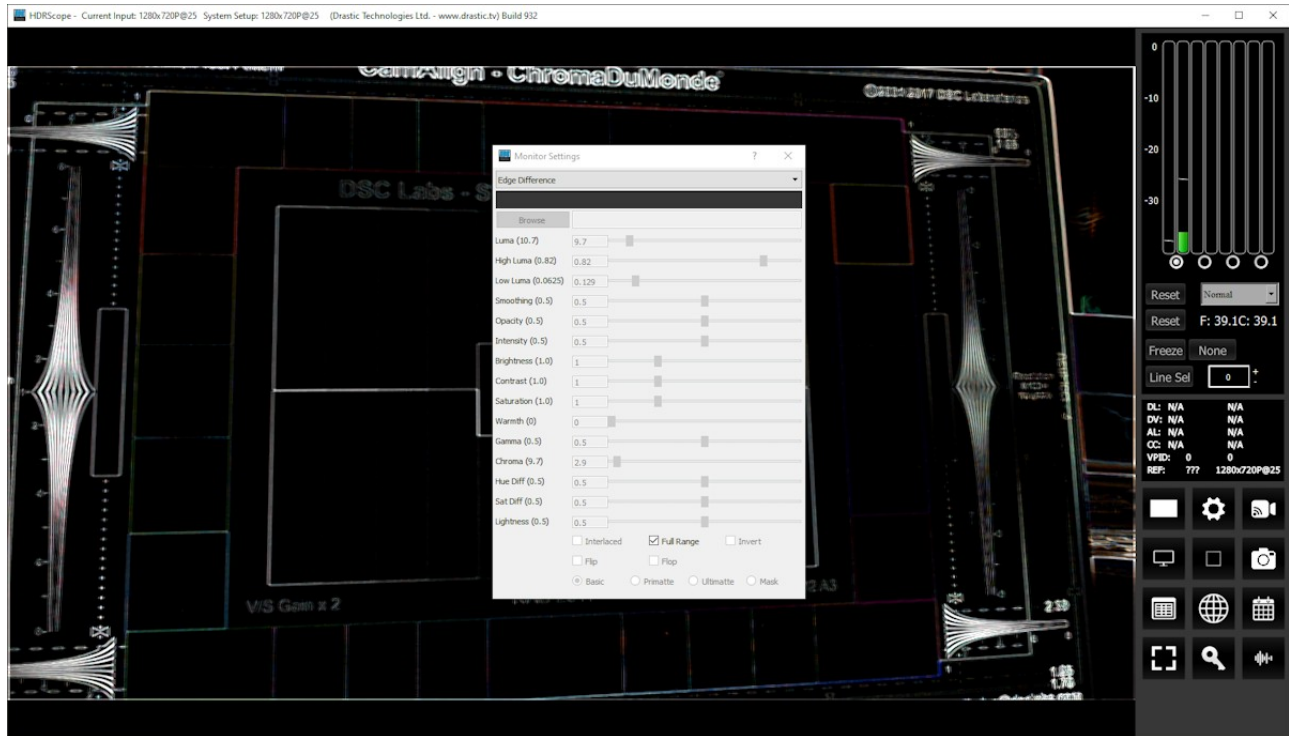 HDRScope - Current Input: 1280x720P@25 System Setup: 1280x720P@25 (Drastic Technologies Ltd. - www.drastic.tv) Build 932
CamAlign - ChromaDuMonde
DSC Labs - S
V/S Gain x 2
Monitor Settings
Edge Difference
Browse
Luma (10.7) 9.7
High Luma (0.82) 0.82
Low Luma (0.0625) 0.129
Smoothing (0.5) 0.5
Opacity (0.5) 0.5
Intensity (0.5) 0.5
Brightness (1.0) 1
Contrast (1.0) 1
Saturation (1.0) 1
Warmth (0) 0
Gamma (0.5) 0.5
Chroma (9.7) 2.9
Hue Diff (0.5) 0.5
Sat Diff (0.5) 0.5
Lightness (0.5) 0.5
Interlaced Full Range Invert
Flip Flop
Basic Primatte Ultimatte Mask
0
-10
-20
-30
Reset Normal
Reset F: 39.1C: 39.1
Freeze None
Line Sel 0 + -
DL: N/A N/A
DV: N/A N/A
AL: N/A N/A
CC: N/A N/A
VPID: 0 0
REF: ??? 1280x720P@25